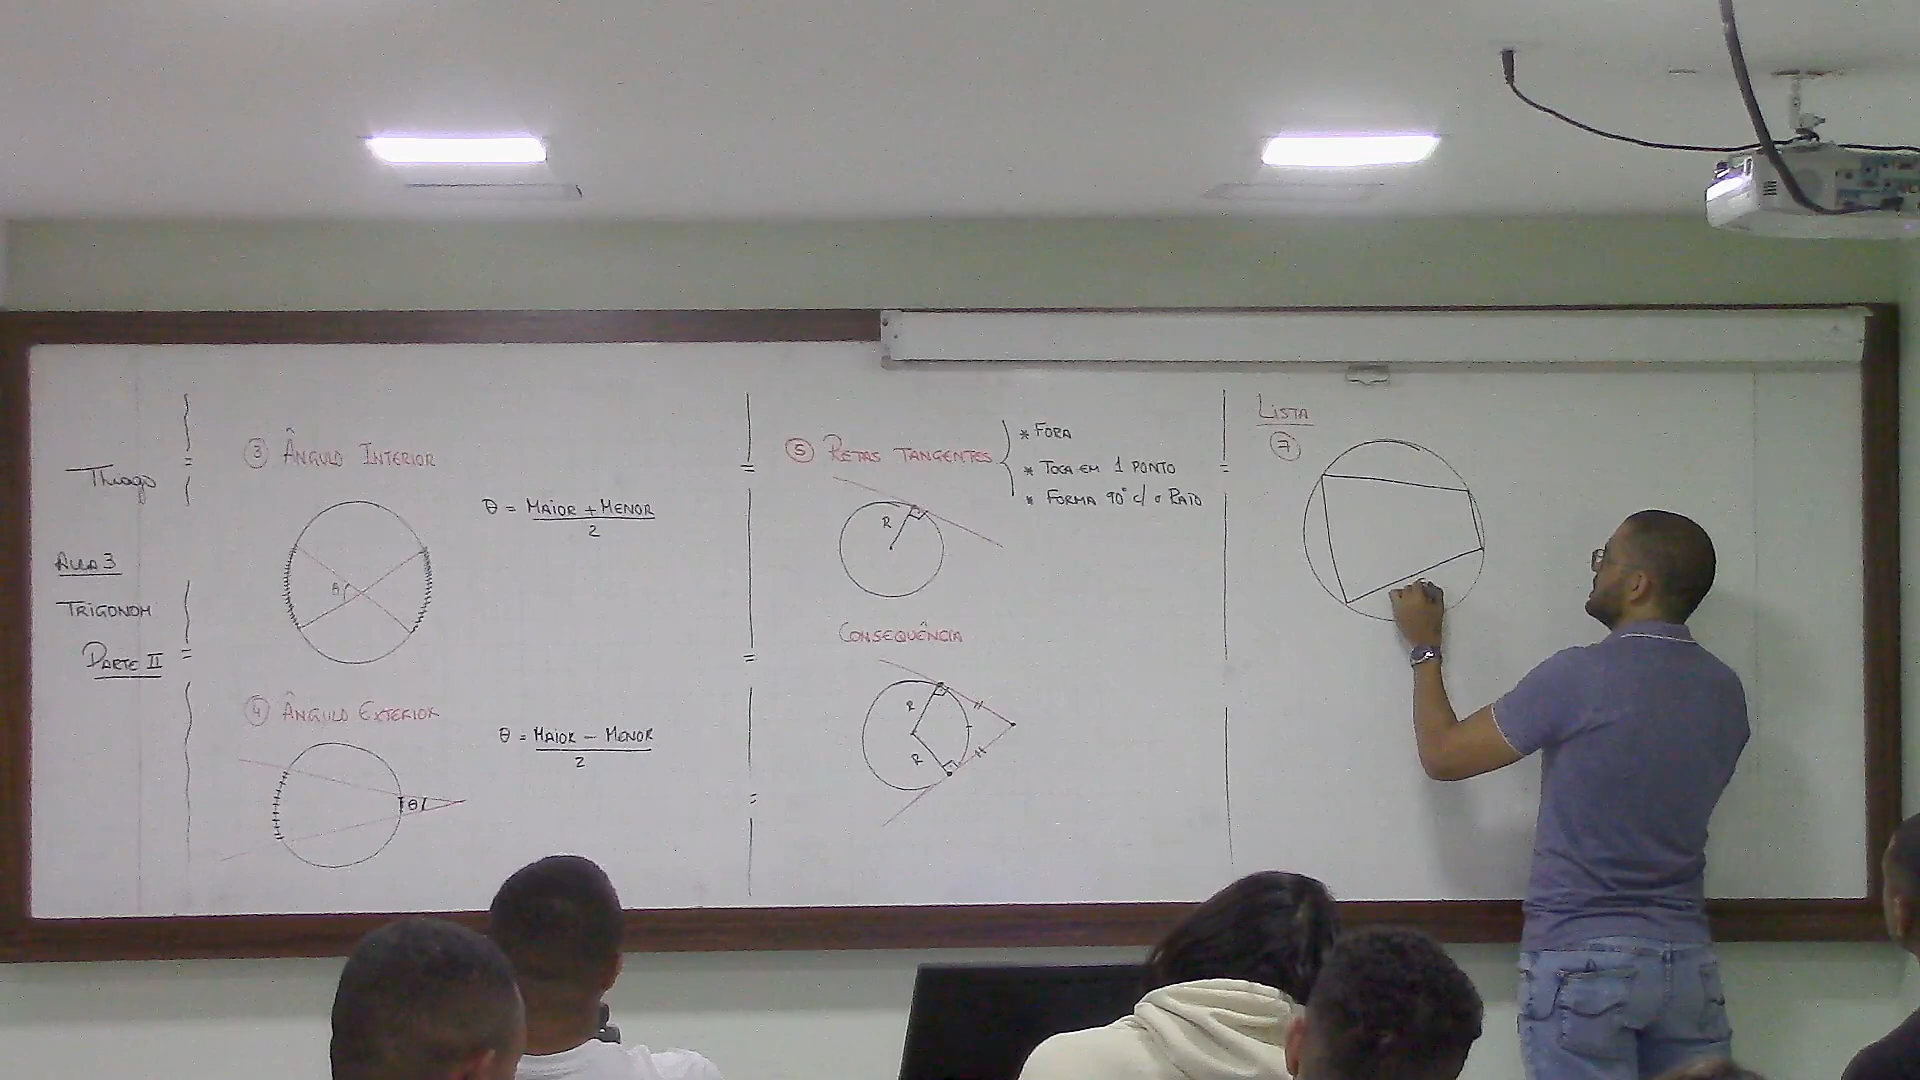 Thiago
AULA 3
TRIGONOM
PARTE II
3 ÂNGULO INTERIOR
θ = MAIOR + MENOR
2
θ
4 ÂNGULO EXTERIOR
θ = MAIOR - MENOR
2
θ
5 RETAS TANGENTES
* FORA
* TOCA EM 1 PONTO
* FORMA 90° c/ o RAIO
R
CONSEQUÊNCIA
R
R
LISTA
7